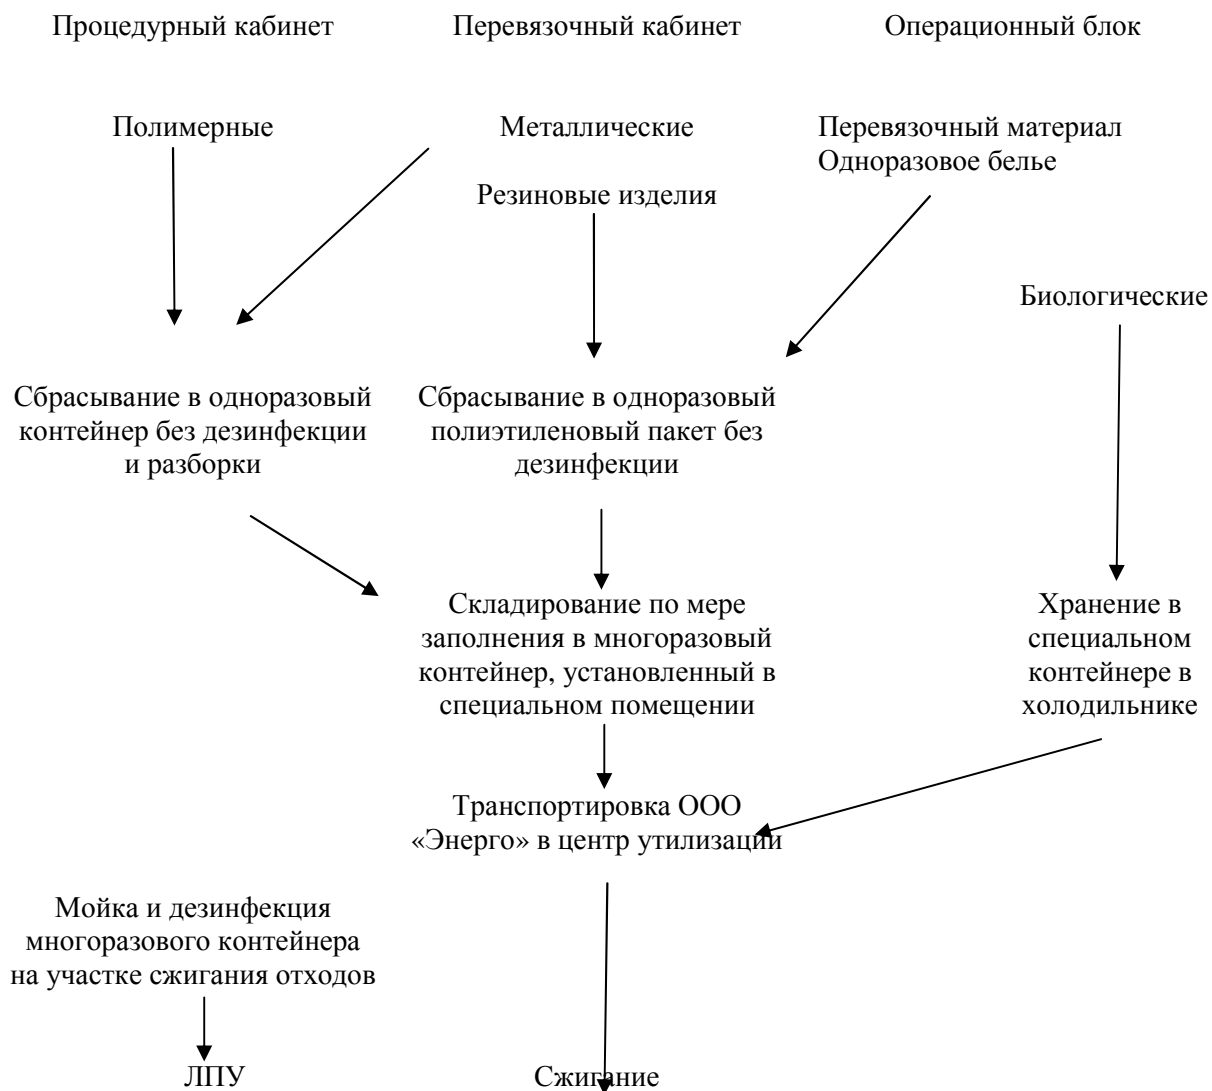 Процедурный кабинет
Перевязочный кабинет
Операционный блок
Полимерные
Металлические
Перевязочный материал
Одноразовое белье
Резиновые изделия
Биологические
Сбрасывание в одноразовый
контейнер без дезинфекции
и разборки
Сбрасывание в одноразовый
полиэтиленовый пакет без
дезинфекции
Складирование по мере
заполнения в многоразовый
контейнер, установленный в
специальном помещении
Хранение в
специальном
контейнере в
холодильнике
Транспортировка ООО
«Энерго» в центр утилизации
Мойка и дезинфекция
многоразового контейнера
на участке сжигания отходов
ЛПУ
Сжигание